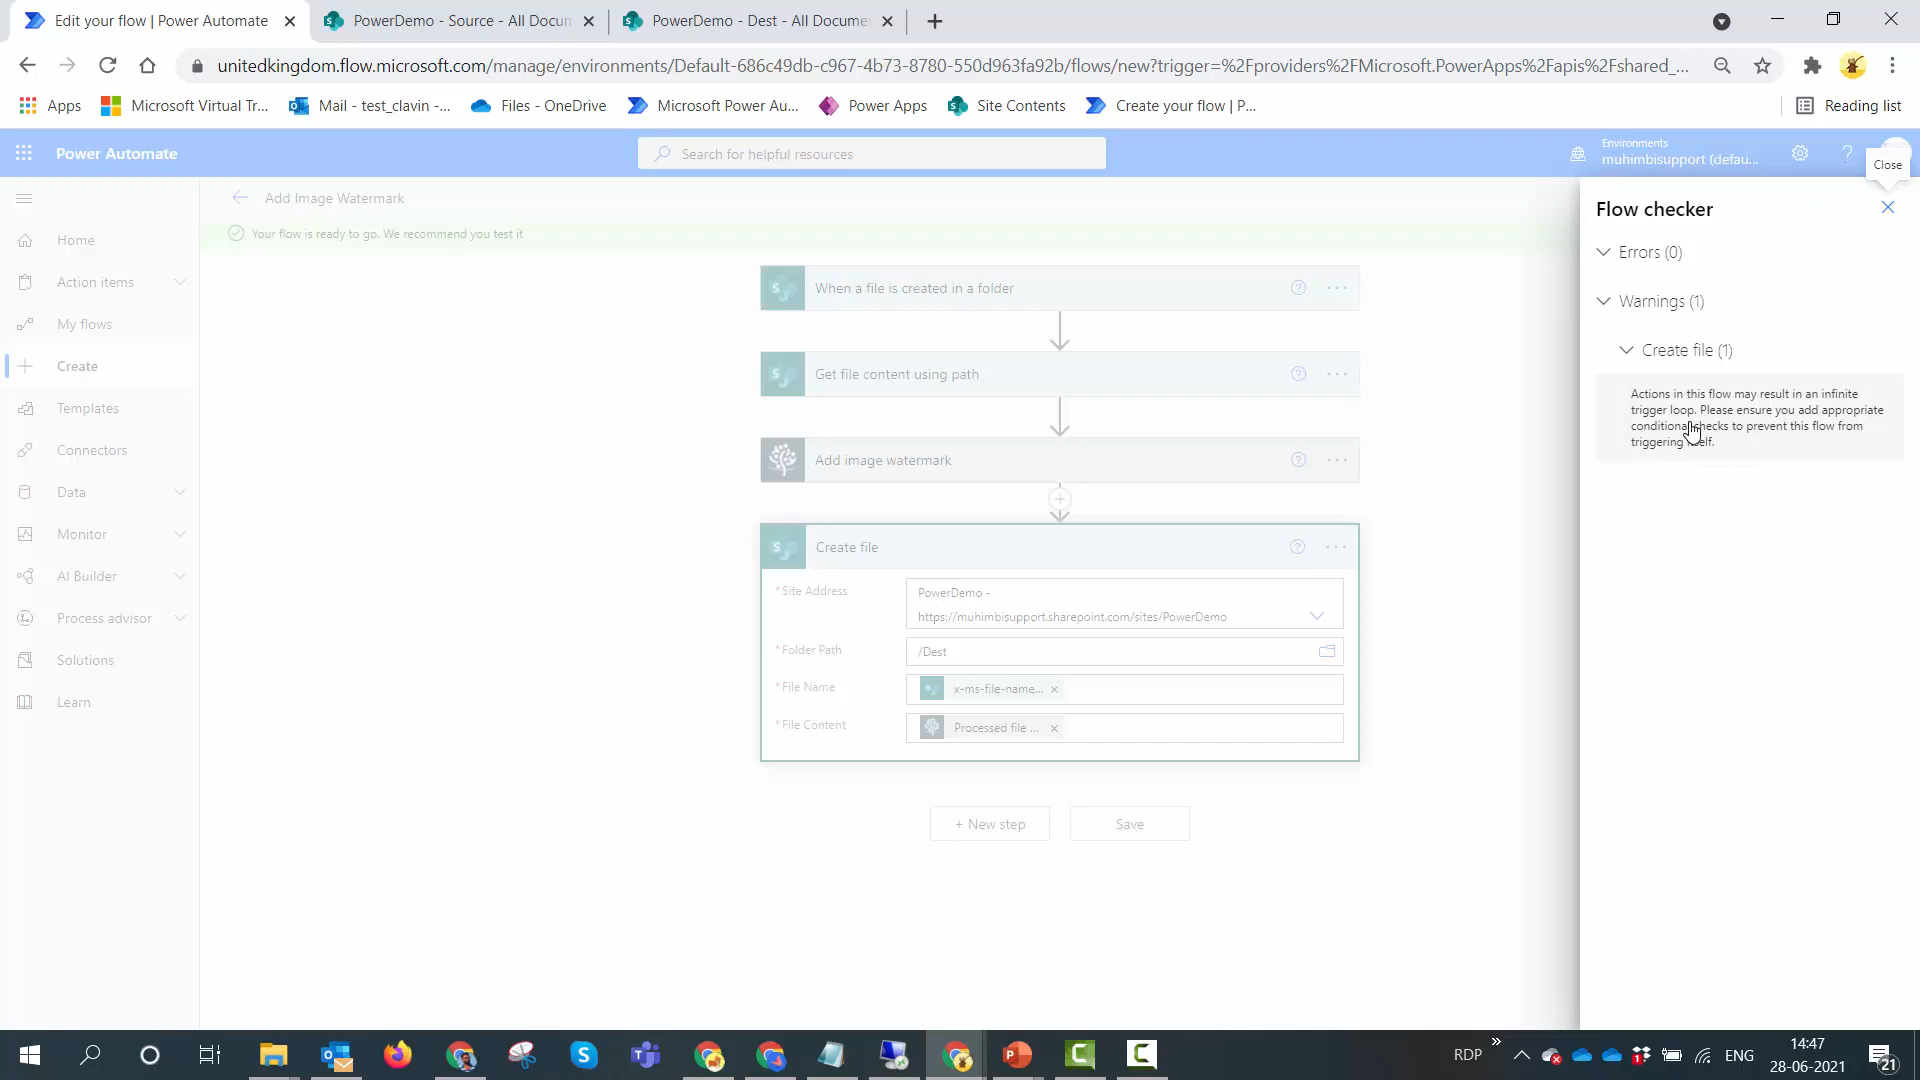 Edit your flow | Power Automate
PowerDemo - Source - All Docum
PowerDemo - Dest - All Documen
unitedkingdom.flow.microsoft.com/manage/environments/Default-686c49db-c967-4b73-8780-550d963fa92b/flows/new?trigger=%2Fproviders%2FMicrosoft.PowerApps%2Fapis%2Fshared_...
Apps
Microsoft Virtual Tr...
Mail - test_clavin -...
Files - OneDrive
Microsoft Power Au...
Power Apps
Site Contents
Create your flow | P...
Reading list
Power Automate
Search for helpful resources
Environments
muhimbisupport (defau...
Close
Home
Action items
My flows
Create
Templates
Connectors
Data
Monitor
AI Builder
Process advisor
Solutions
Learn
Add Image Watermark
Your flow is ready to go. We recommend you test it
When a file is created in a folder
Get file content using path
Add image watermark
Create file
* Site Address
PowerDemo -
https://muhimbisupport.sharepoint.com/sites/PowerDemo
* Folder Path
/Dest
* File Name
x-ms-file-name...
* File Content
Processed file ...
+ New step
Save
Flow checker
Errors (0)
Warnings (1)
Create file (1)
Actions in this flow may result in an infinite
trigger loop. Please ensure you add appropriate
conditional checks to prevent this flow from
triggering itself.
RDP
ENG
14:47
28-06-2021
21